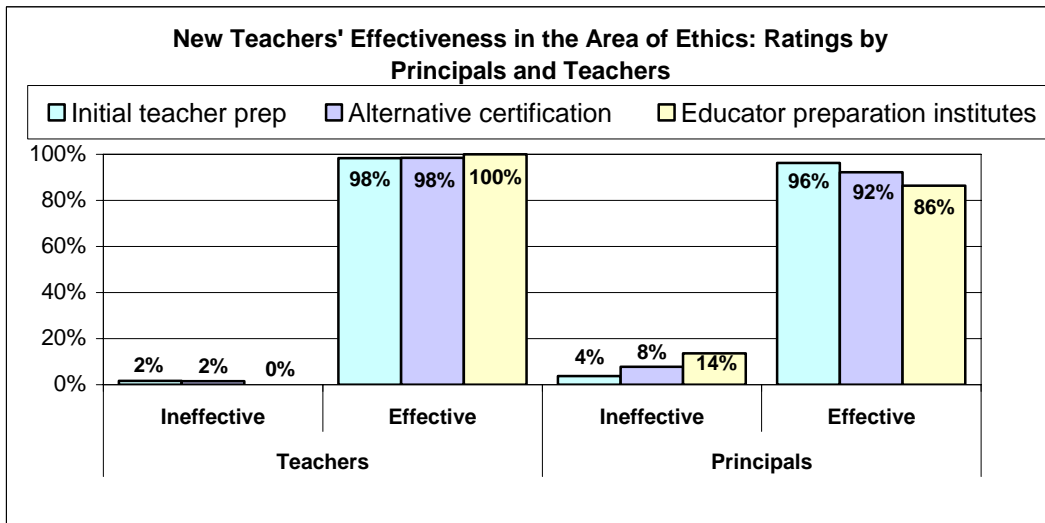 New Teachers' Effectiveness in the Area of Ethics: Ratings by
Principals and Teachers
Initial teacher prep Alternative certification Educator preparation institutes
100%
98% 98% 100% 96% 92% 86%
80%
60%
40%
20%
2% 2% 0% 4% 8% 14%
0%
Ineffective Effective Ineffective Effective
Teachers Principals